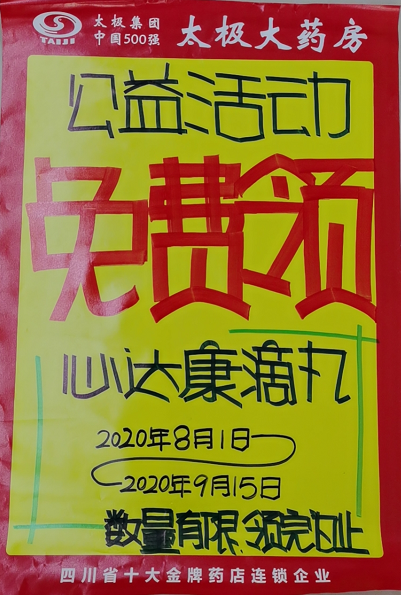 TAIJI
太极集团
中国500强
太极大药房
公益活动
免费领
心达康滴丸
2020年8月1日
2020年9月15日
数量有限、领完为止
四川省十大金牌药店连锁企业